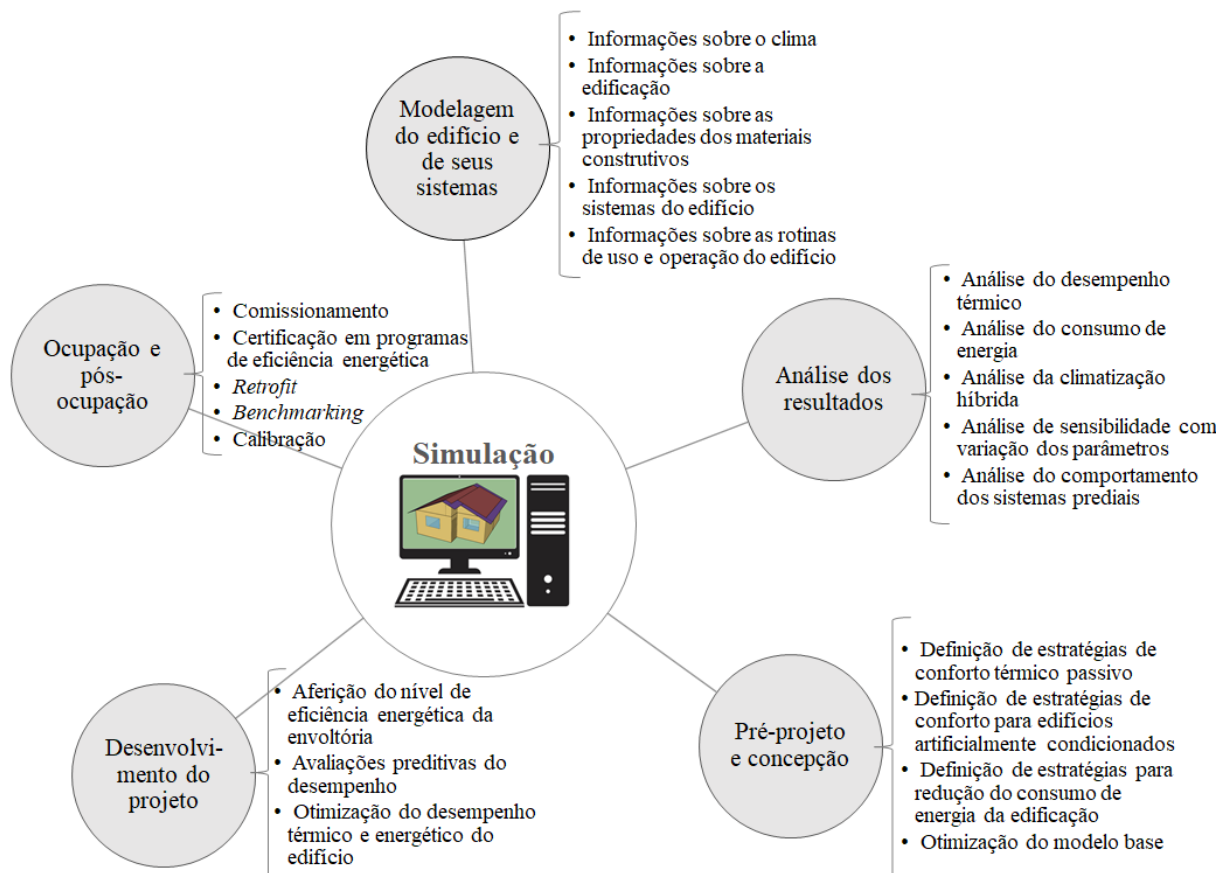 Modelagem
do edifício e
de seus
sistemas
• Informações sobre o clima
• Informações sobre a
edificação
• Informações sobre as
propriedades dos materiais
construtivos
• Informações sobre os
sistemas do edifício
• Informações sobre as rotinas
de uso e operação do edifício
Ocupação e
pós-
ocupação
• Comissionamento
• Certificação em programas
de eficiência energética
• Retrofit
• Benchmarking
• Calibração
Simulação
Análise dos
resultados
• Análise do desempenho
térmico
• Análise do consumo de
energia
• Análise da climatização
híbrida
• Análise de sensibilidade com
variação dos parâmetros
• Análise do comportamento
dos sistemas prediais
Desenvolvi-
mento do
projeto
• Aferição do nível de
eficiência energética da
envoltória
• Avaliações preditivas do
desempenho
• Otimização do desempenho
térmico e energético do
edifício
Pré-projeto
e concepção
• Definição de estratégias de
conforto térmico passivo
• Definição de estratégias de
conforto para edifícios
artificialmente condicionados
• Definição de estratégias para
redução do consumo de
energia da edificação
• Otimização do modelo base